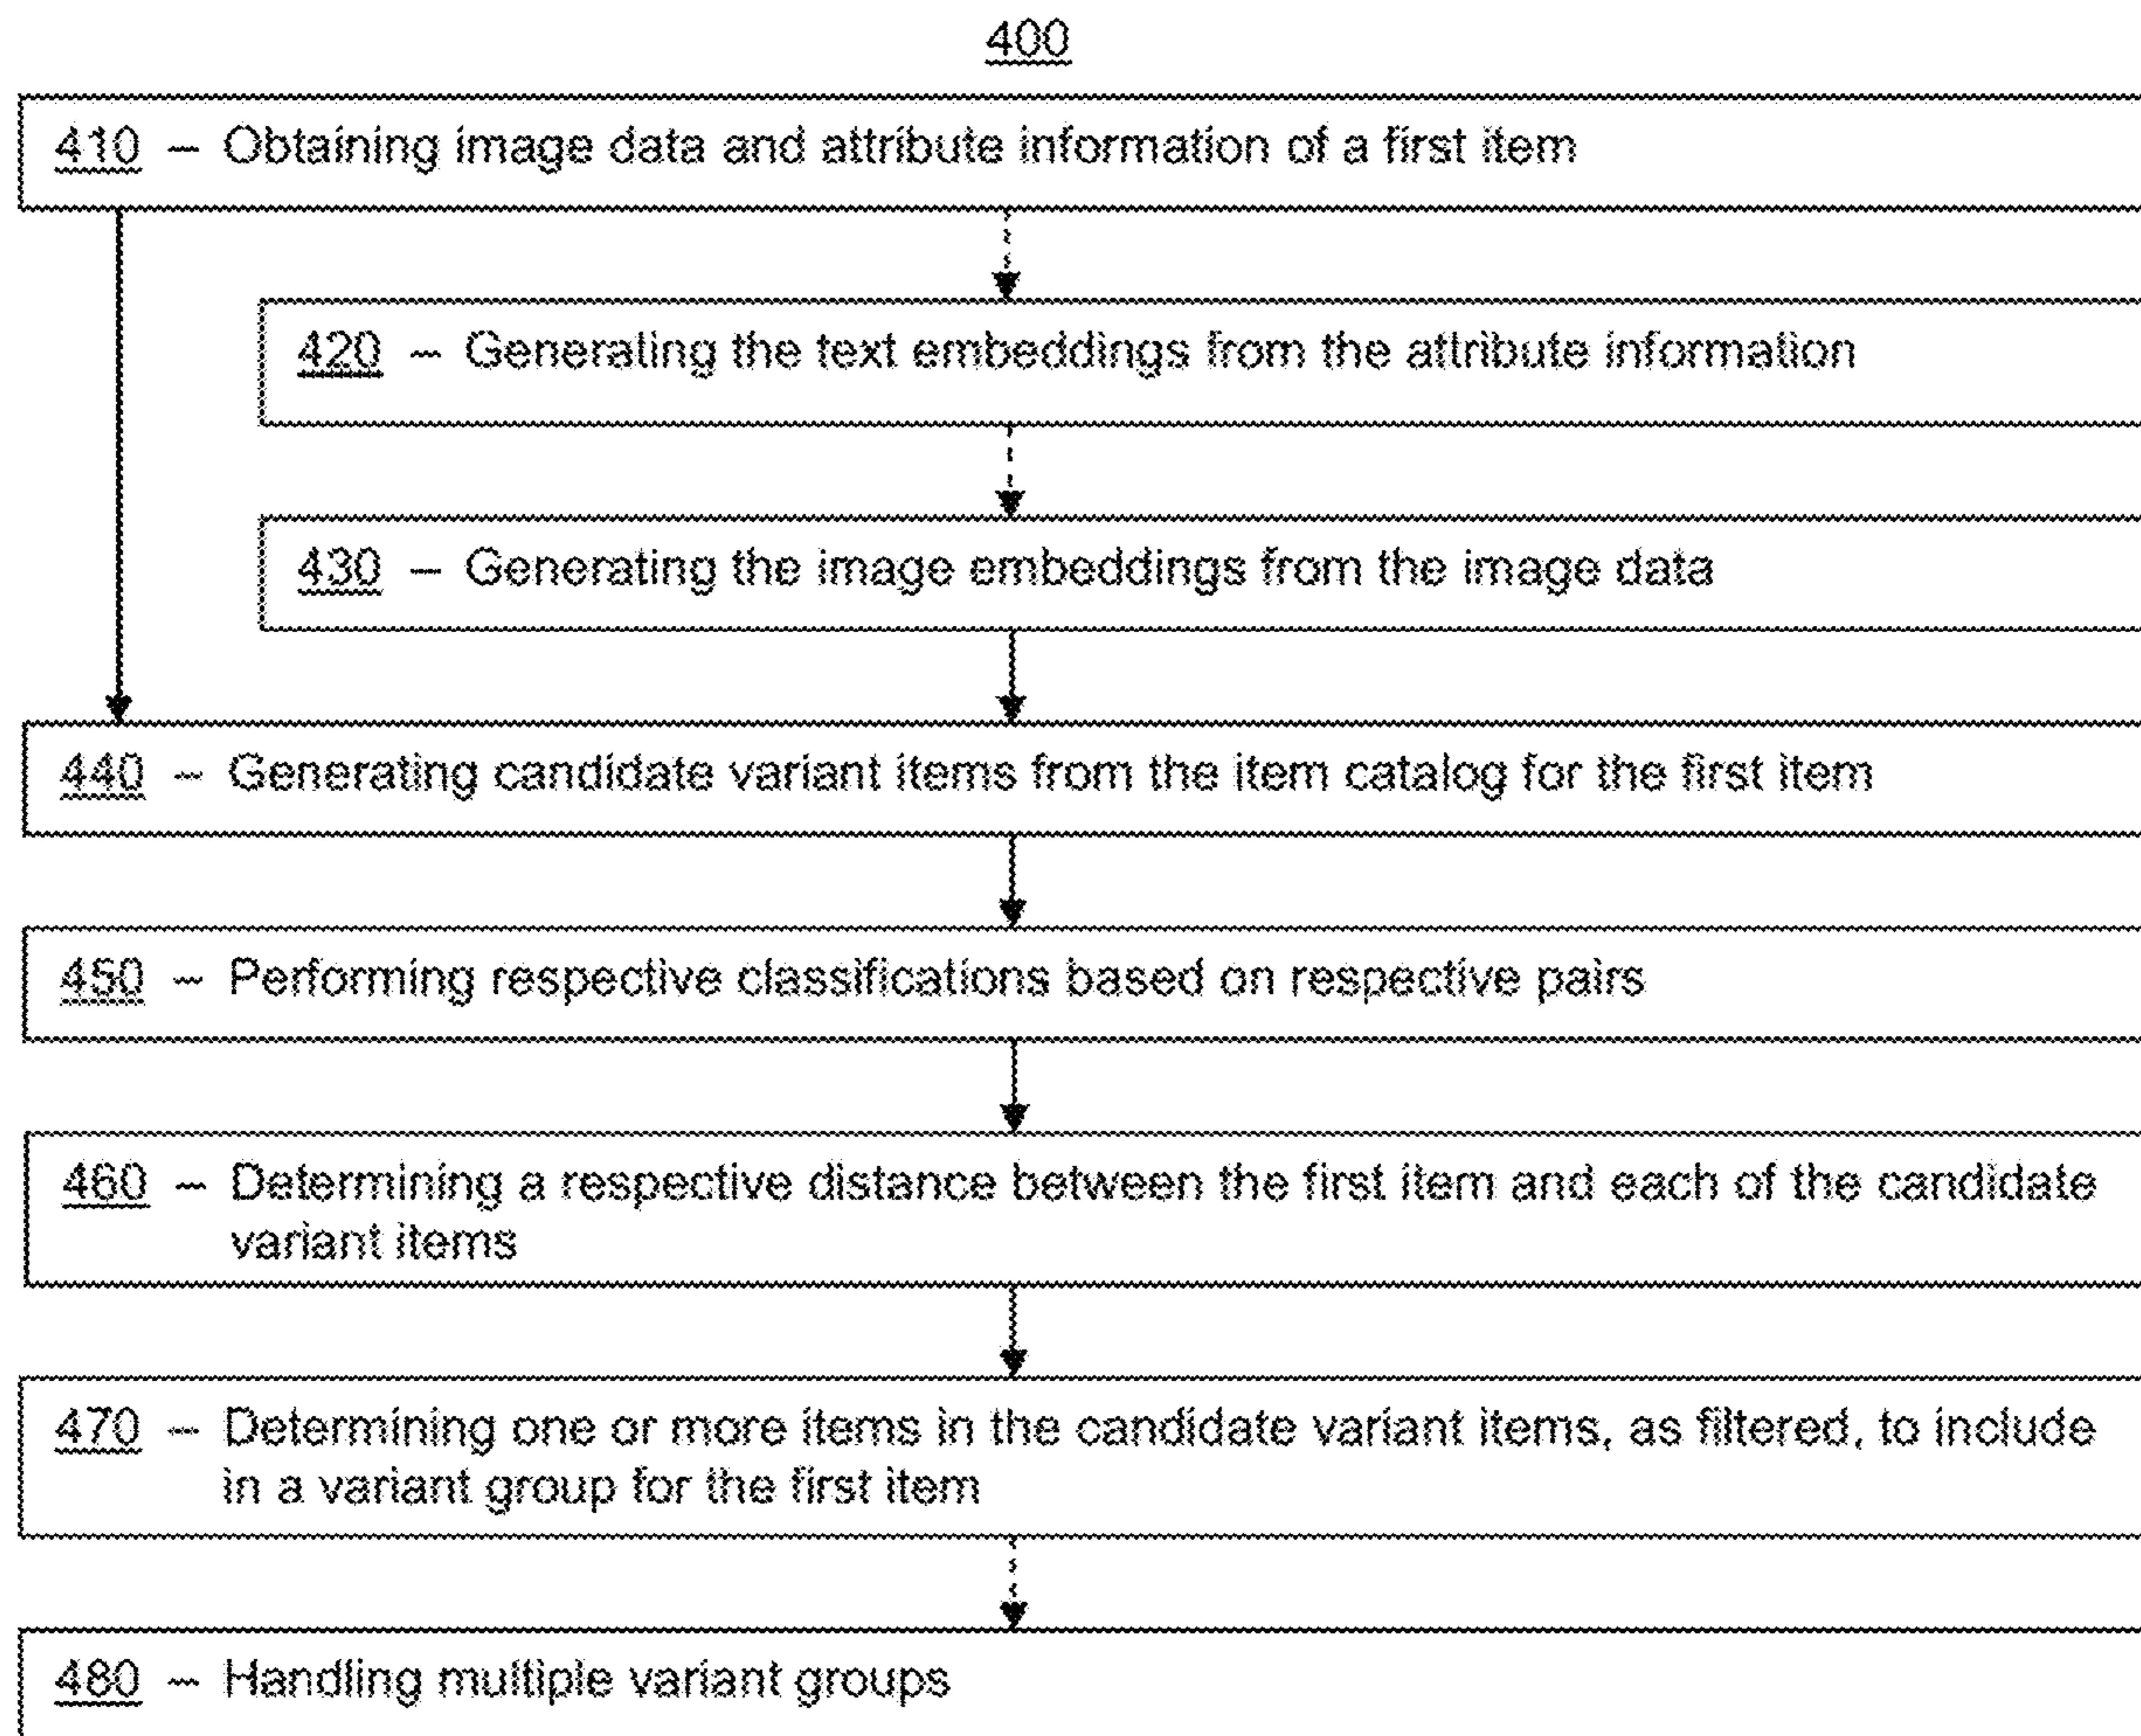 400
410 – Obtaining image data and attribute information of a first item
420 – Generating the text embeddings from the attribute information
430 – Generating the image embeddings from the image data
440 – Generating candidate variant items from the item catalog for the first item
450 – Performing respective classifications based on respective pairs
460 – Determining a respective distance between the first item and each of the candidate
variant items
470 – Determining one or more items in the candidate variant items, as filtered, to include
in a variant group for the first item
480 – Handling multiple variant groups